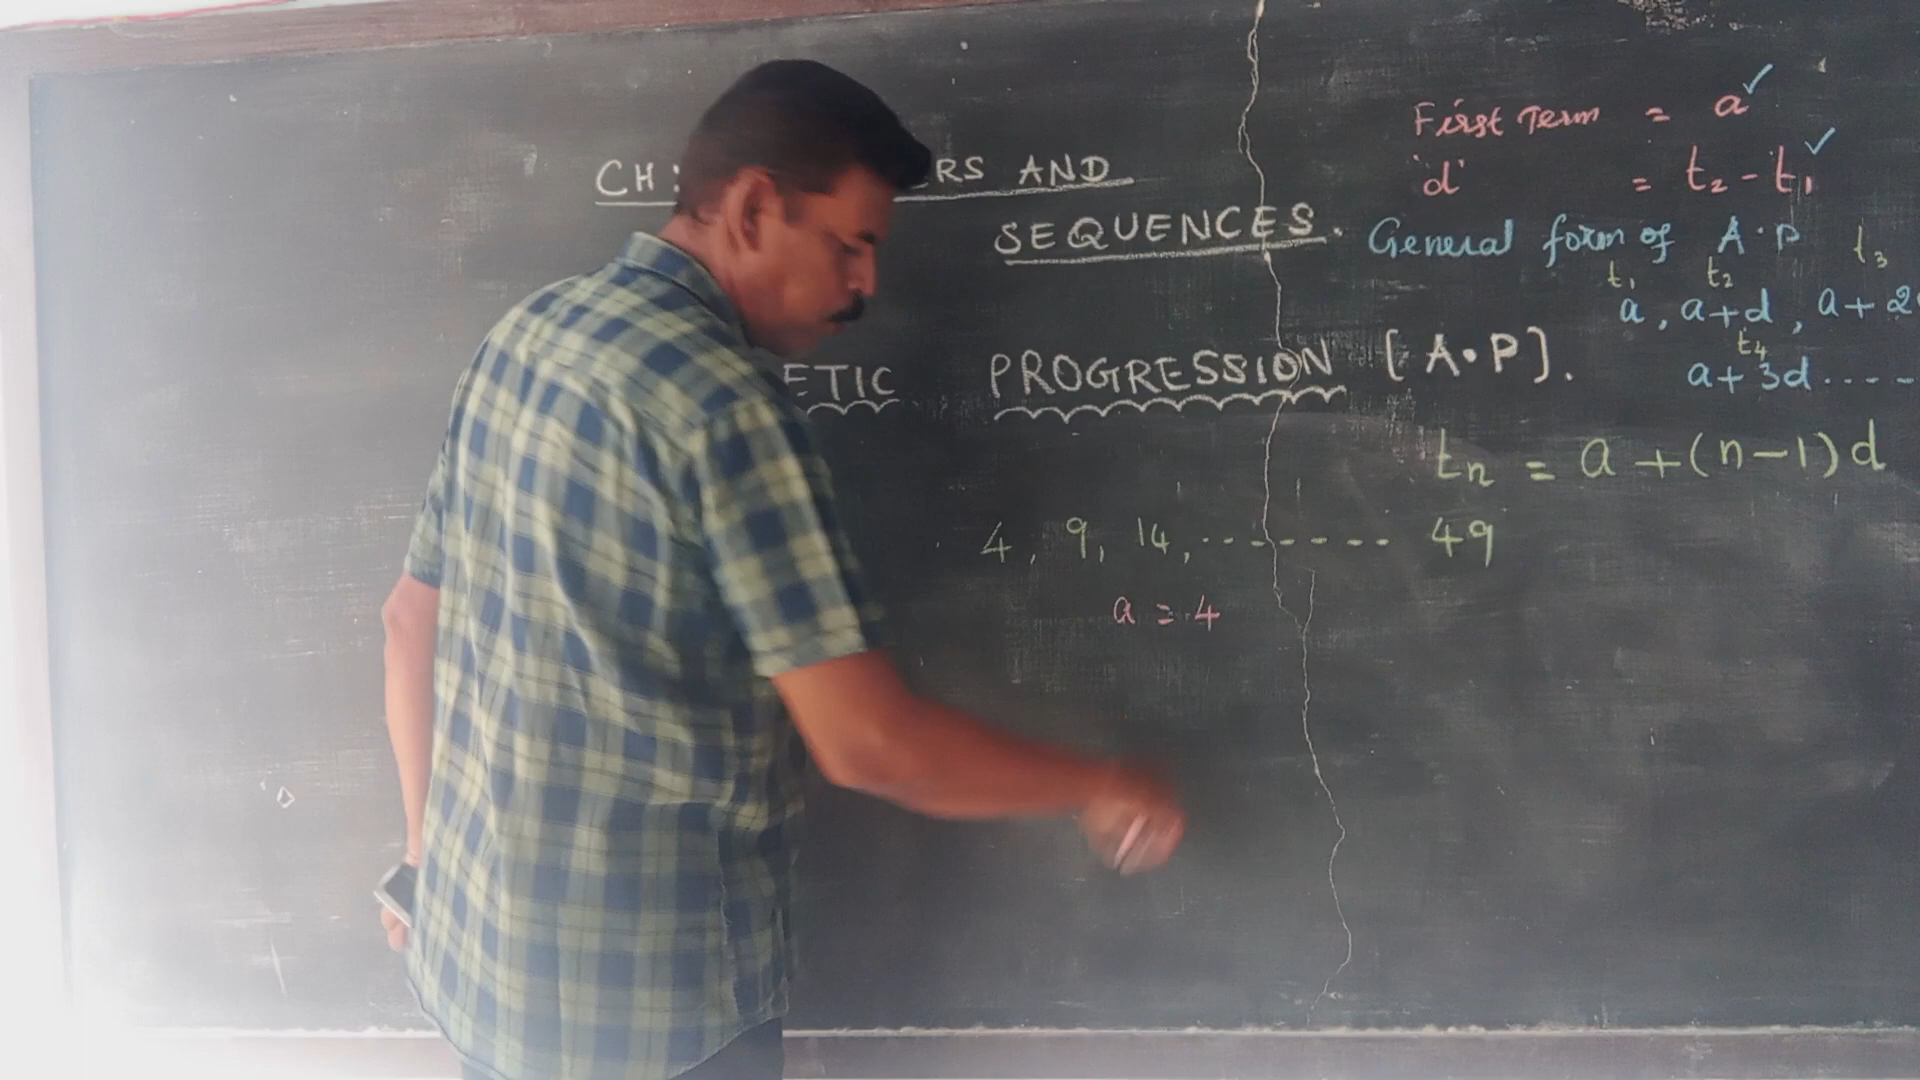 CH: RS AND
SEQUENCES.
ETIC PROGRESSION [A.P].
4, 9, 14, -------- 49
a = 4
First Term = a ✓
'd' = t₂ - t₁ ✓
General form of A.P
t₁ t₂ t₃
a, a+d, a+2
t₄
a+3d.....
tₙ = a + (n-1)d